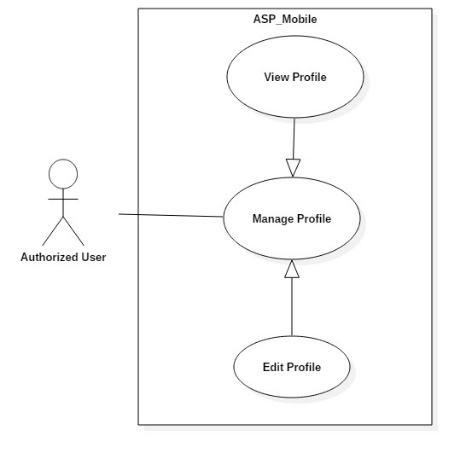 ASP_Mobile
View Profile
Manage Profile
Authorized User
Edit Profile